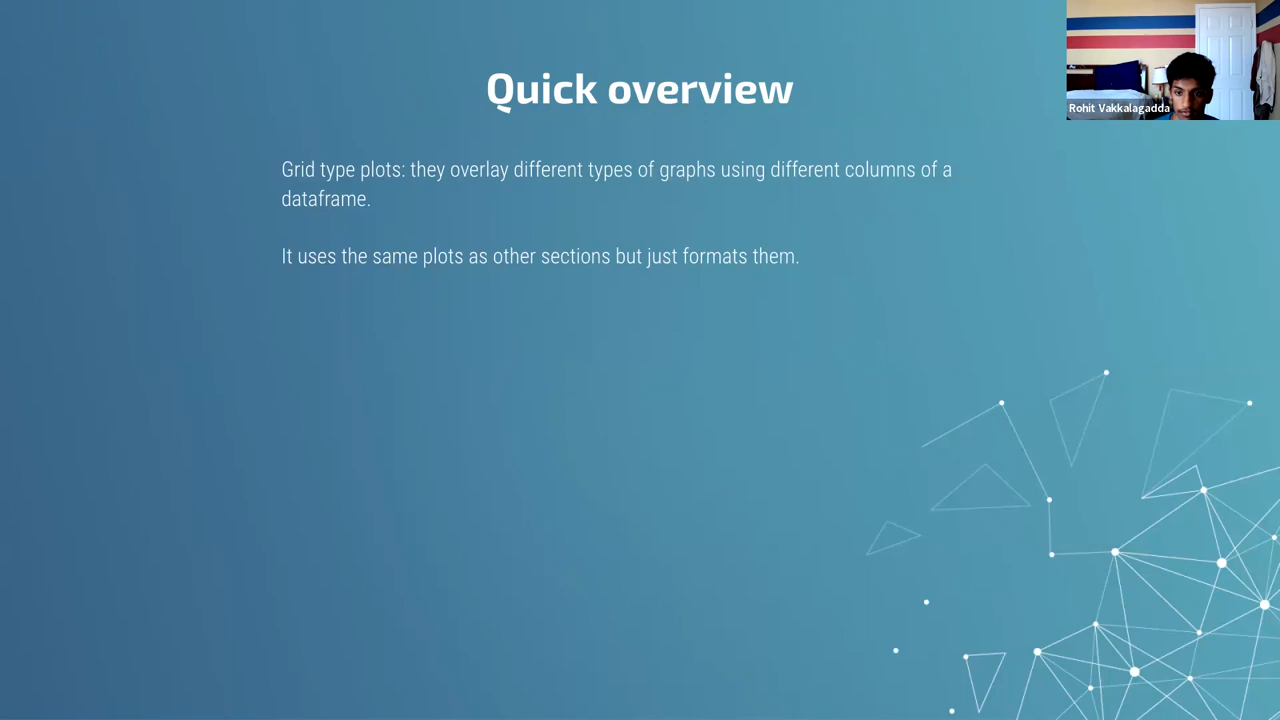 Quick overview
Rohit Vakkalagadda
Grid type plots: they overlay different types of graphs using different columns of a
dataframe.
It uses the same plots as other sections but just formats them.